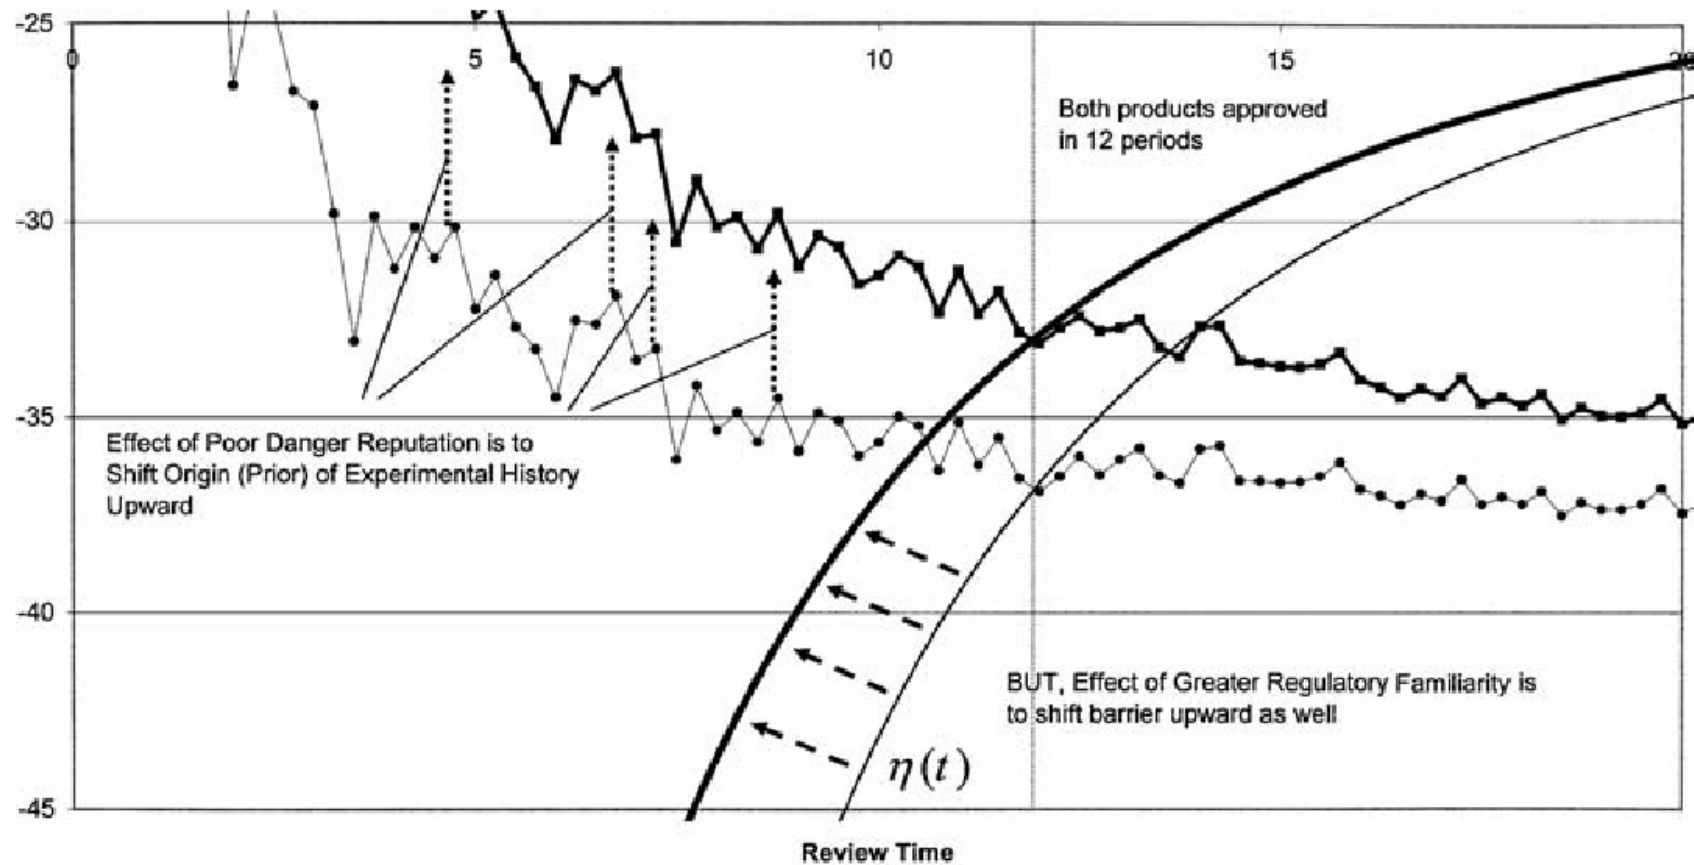 -25
0
5
10
15
20
Both products approved
in 12 periods
-30
-35
Effect of Poor Danger Reputation is to
Shift Origin (Prior) of Experimental History
Upward
-40
BUT, Effect of Greater Regulatory Familiarity is
to shift barrier upward as well
η(t)
-45
Review Time